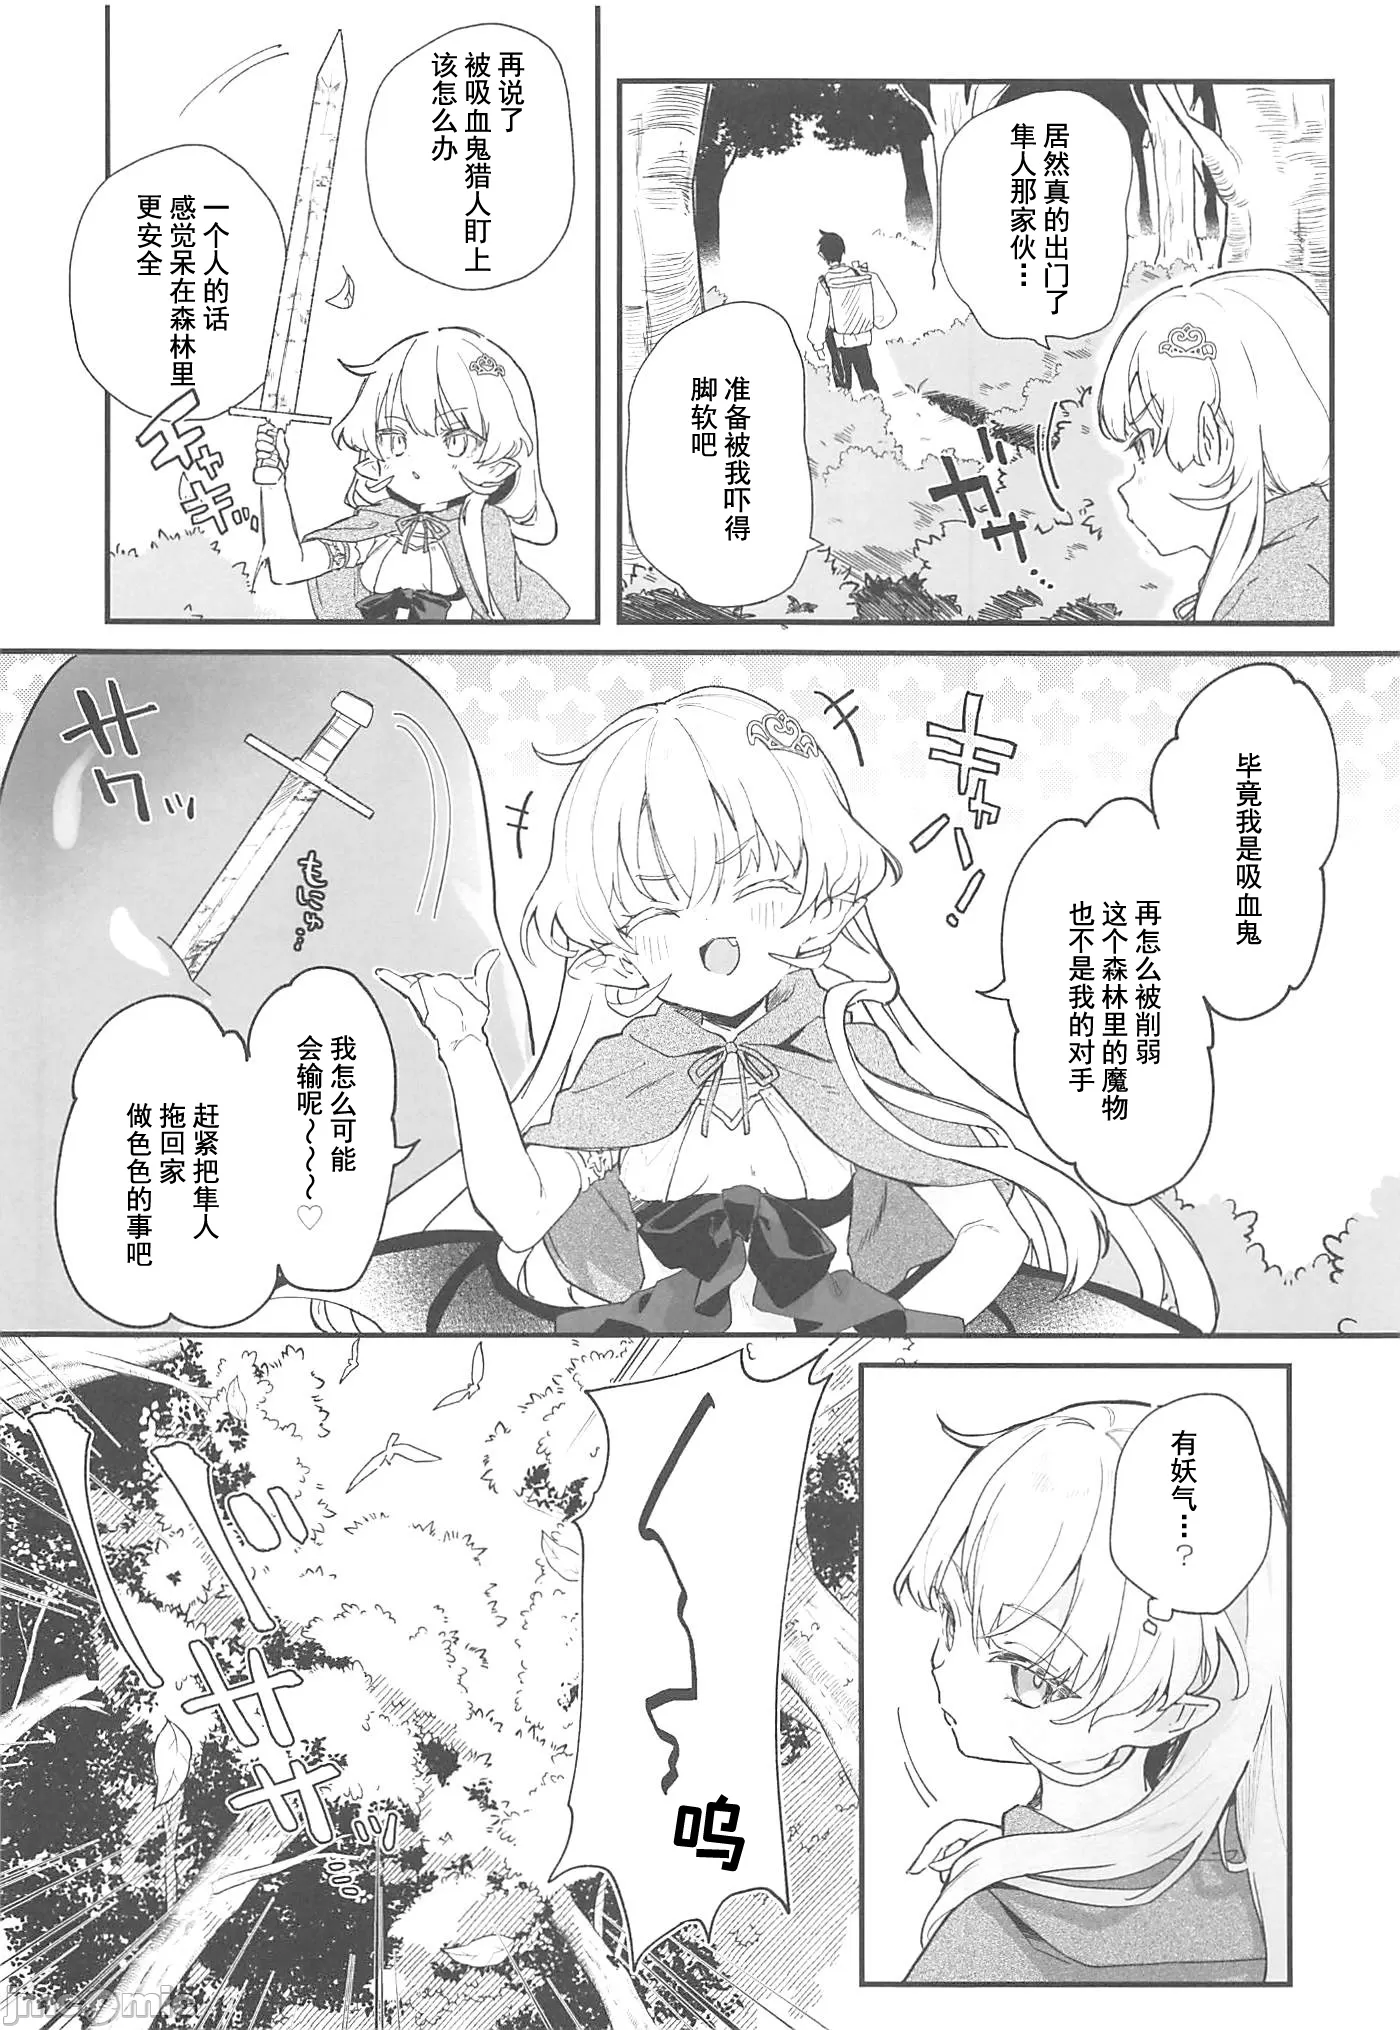 居然真的出门了
隼人那家伙…
ガサガサ…
准备被我吓得
脚软吧
再说了
被吸血鬼猎人盯上
该怎么办
一个人的话
感觉呆在森林里
更安全
チャキ
毕竟我是吸血鬼
再怎么被削弱
这个森林里的魔物
也不是我的对手
キャッ
ザクッ
もにゅ…
我怎么可能
会输呢～～～♡
赶紧把隼人
拖回家
做色色的事吧
有妖气…?
呜
jmcomic